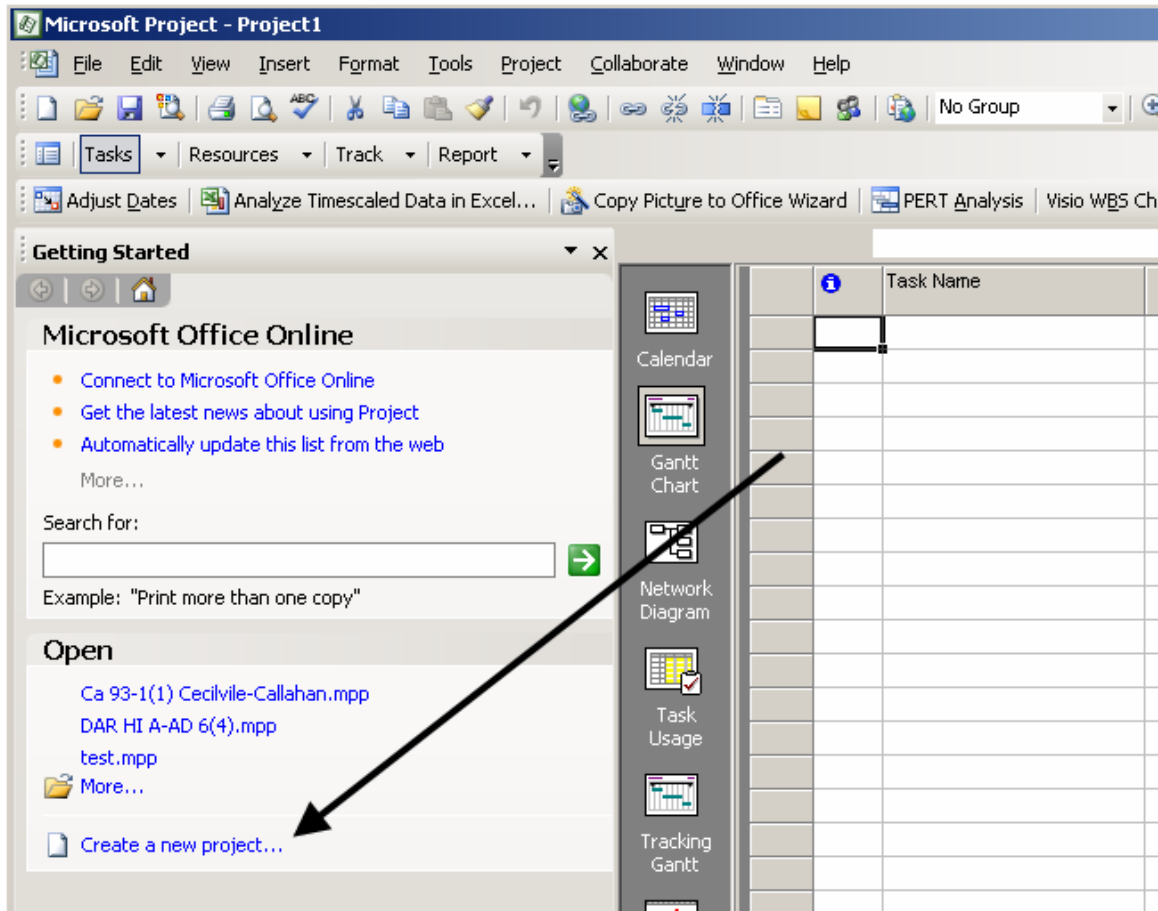 Microsoft Project - Project1
File Edit View Insert Format Tools Project Collaborate Window Help
ABC No Group
Tasks Resources Track Report
Adjust Dates Analyze Timescaled Data in Excel... Copy Picture to Office Wizard PERT Analysis Visio WBS Ch
Getting Started
Task Name
Microsoft Office Online
Connect to Microsoft Office Online
Get the latest news about using Project
Automatically update this list from the web
More...
Search for:
Example: "Print more than one copy"
Open
Ca 93-1(1) Cecilvile-Callahan.mpp
DAR HI A-AD 6(4).mpp
test.mpp
More...
Create a new project...
Calendar
Gantt
Chart
Network
Diagram
Task
Usage
Tracking
Gantt